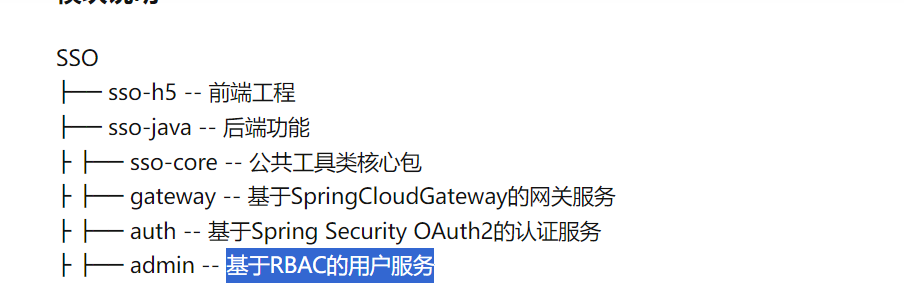 SSO
├── sso-h5 -- 前端工程
├── sso-java -- 后端功能
├ ├── sso-core -- 公共工具类核心包
├ ├── gateway -- 基于SpringCloudGateway的网关服务
├ ├── auth -- 基于Spring Security OAuth2的认证服务
├ ├── admin -- 基于RBAC的用户服务